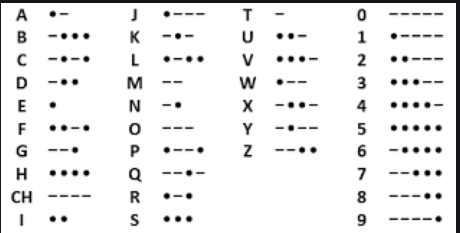 A •– J •––– T – 0 –––––
B –••• K –•– U ••– 1 •––––
C –•–• L •–•• V •••– 2 ••–––
D –•• M –– W •–– 3 •••––
E • N –• X –••– 4 ••••–
F ••–• O ––– Y –•–– 5 •••••
G ––• P •––• Z ––•• 6 –••••
H •••• Q ––•– 7 ––•••
CH –––– R •–• 8 –––••
I •• S ••• 9 ––––•